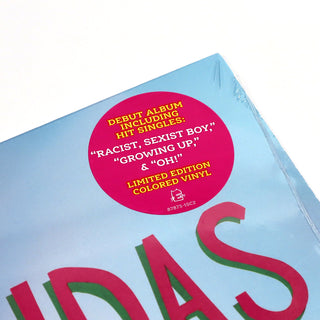 DEBUT ALBUM
INCLUDING
HIT SINGLES:
“RACIST, SEXIST BOY,”
“GROWING UP,”
& “OH!”
LIMITED EDITION
COLORED VINYL
IDAS